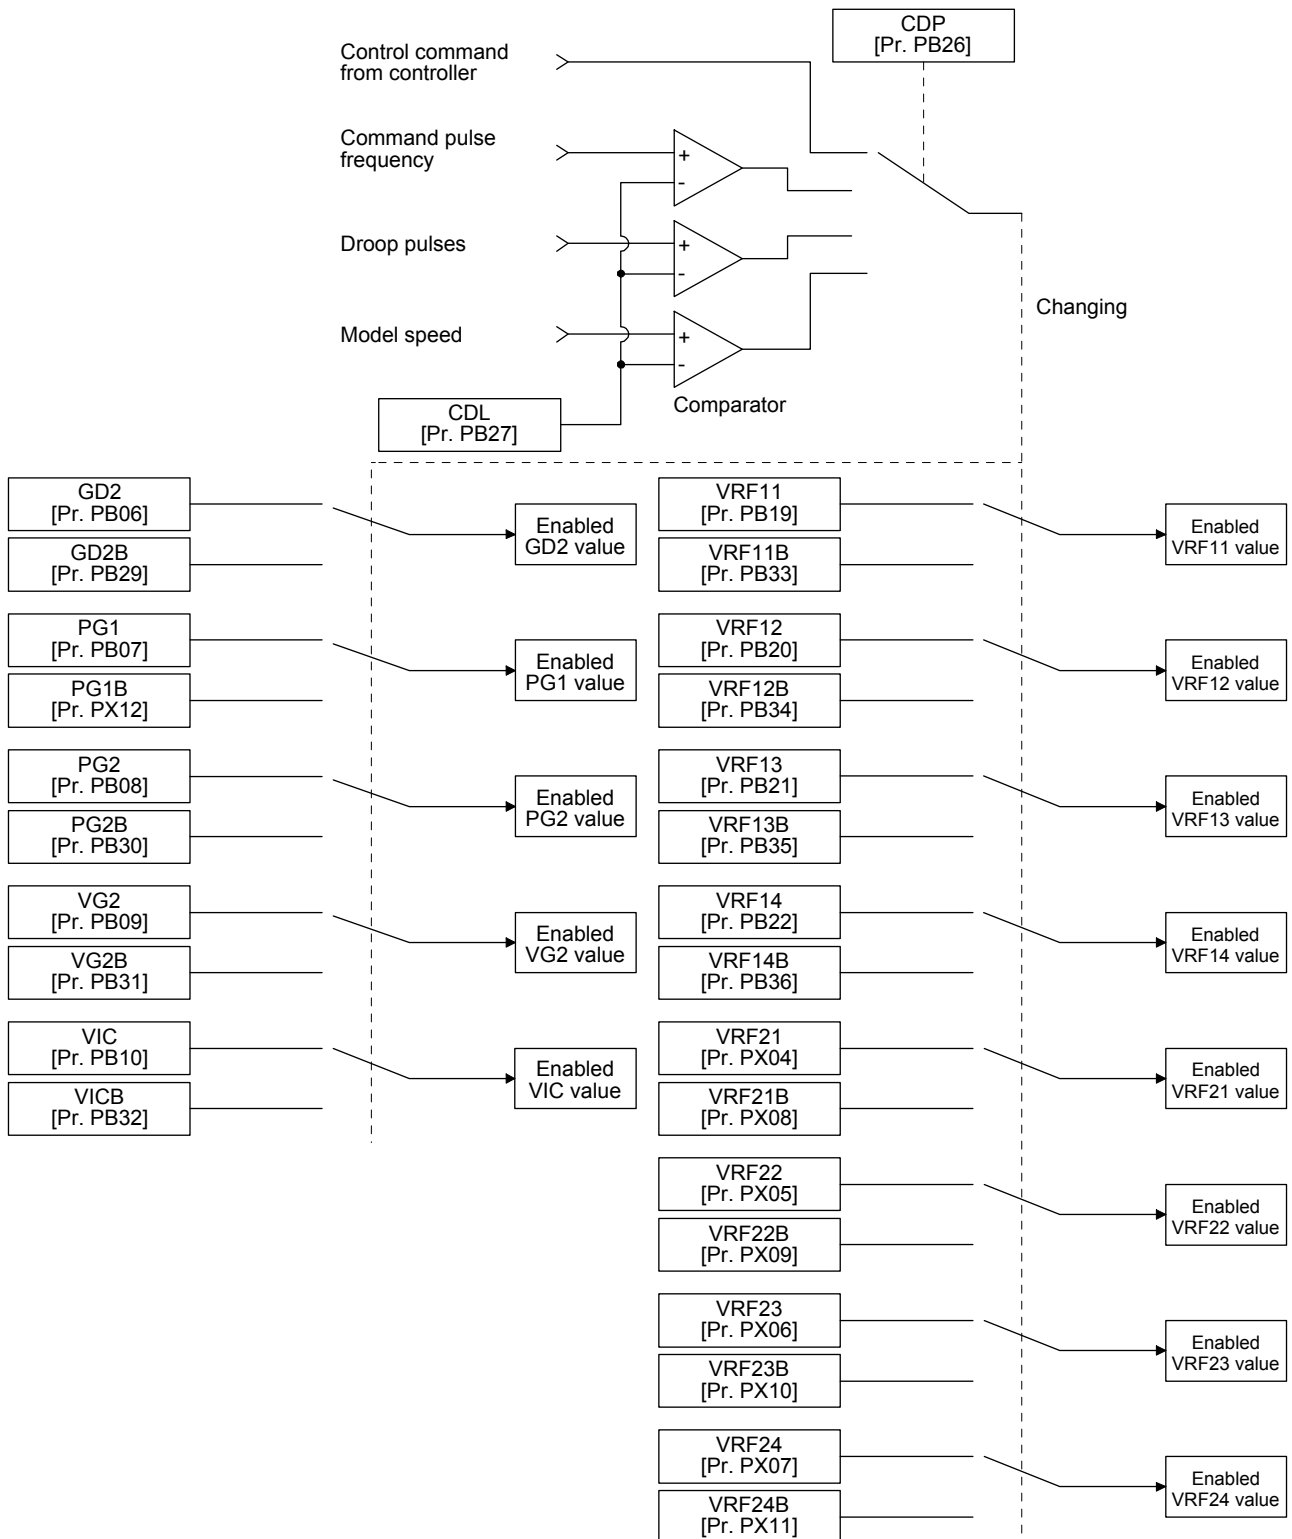 CDP
[Pr. PB26]
Control command
from controller
Command pulse
frequency
+
-
Droop pulses
+
-
Changing
Model speed
+
-
Comparator
CDL
[Pr. PB27]
GD2
[Pr. PB06]
GD2B
[Pr. PB29]
Enabled
GD2 value
PG1
[Pr. PB07]
PG1B
[Pr. PX12]
Enabled
PG1 value
PG2
[Pr. PB08]
PG2B
[Pr. PB30]
Enabled
PG2 value
VG2
[Pr. PB09]
VG2B
[Pr. PB31]
Enabled
VG2 value
VIC
[Pr. PB10]
VICB
[Pr. PB32]
Enabled
VIC value
VRF11
[Pr. PB19]
VRF11B
[Pr. PB33]
Enabled
VRF11 value
VRF12
[Pr. PB20]
VRF12B
[Pr. PB34]
Enabled
VRF12 value
VRF13
[Pr. PB21]
VRF13B
[Pr. PB35]
Enabled
VRF13 value
VRF14
[Pr. PB22]
VRF14B
[Pr. PB36]
Enabled
VRF14 value
VRF21
[Pr. PX04]
VRF21B
[Pr. PX08]
Enabled
VRF21 value
VRF22
[Pr. PX05]
VRF22B
[Pr. PX09]
Enabled
VRF22 value
VRF23
[Pr. PX06]
VRF23B
[Pr. PX10]
Enabled
VRF23 value
VRF24
[Pr. PX07]
VRF24B
[Pr. PX11]
Enabled
VRF24 value